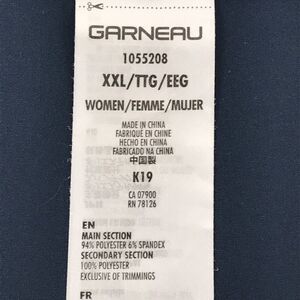 GARNEAU
1055208
XXL/TTG/EEG
WOMEN/FEMME/MUJER
MADE IN CHINA
FABRIQUÉ EN CHINE
HECHO EN CHINA
FABRICADO NA CHINA
中国製
K19
CA 07900
RN 78126
EN
MAIN SECTION
94% POLYESTER 6% SPANDEX
SECONDARY SECTION
100% POLYESTER
EXCLUSIVE OF TRIMMINGS
FR